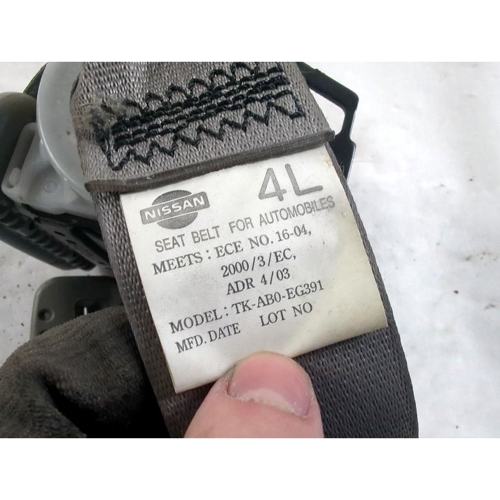 NISSAN
4L
SEAT BELT FOR AUTOMOBILES
MEETS : ECE NO. 16-04,
2000/3/EC,
ADR 4/03
MODEL : TK-AB0-EG391
MFD. DATE LOT NO